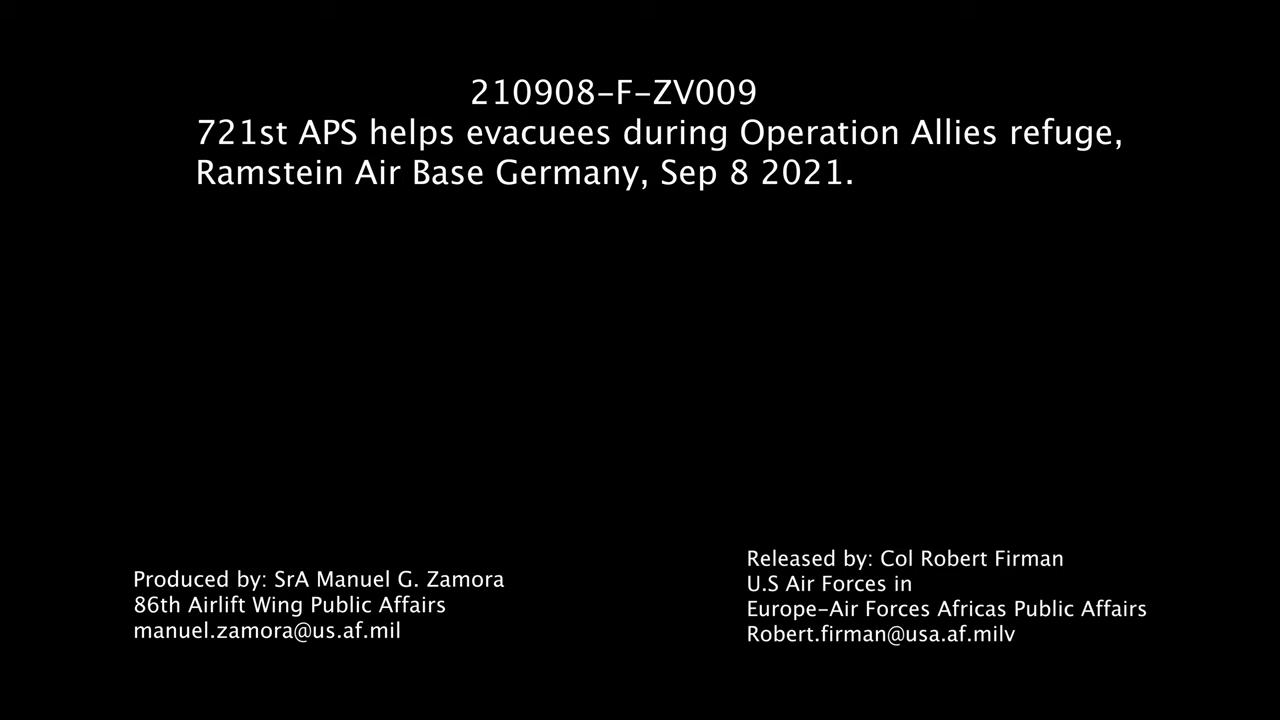 210908-F-ZV009
721st APS helps evacuees during Operation Allies refuge,
Ramstein Air Base Germany, Sep 8 2021.
Produced by: SrA Manuel G. Zamora
86th Airlift Wing Public Affairs
manuel.zamora@us.af.mil
Released by: Col Robert Firman
U.S Air Forces in
Europe-Air Forces Africas Public Affairs
Robert.firman@usa.af.milv